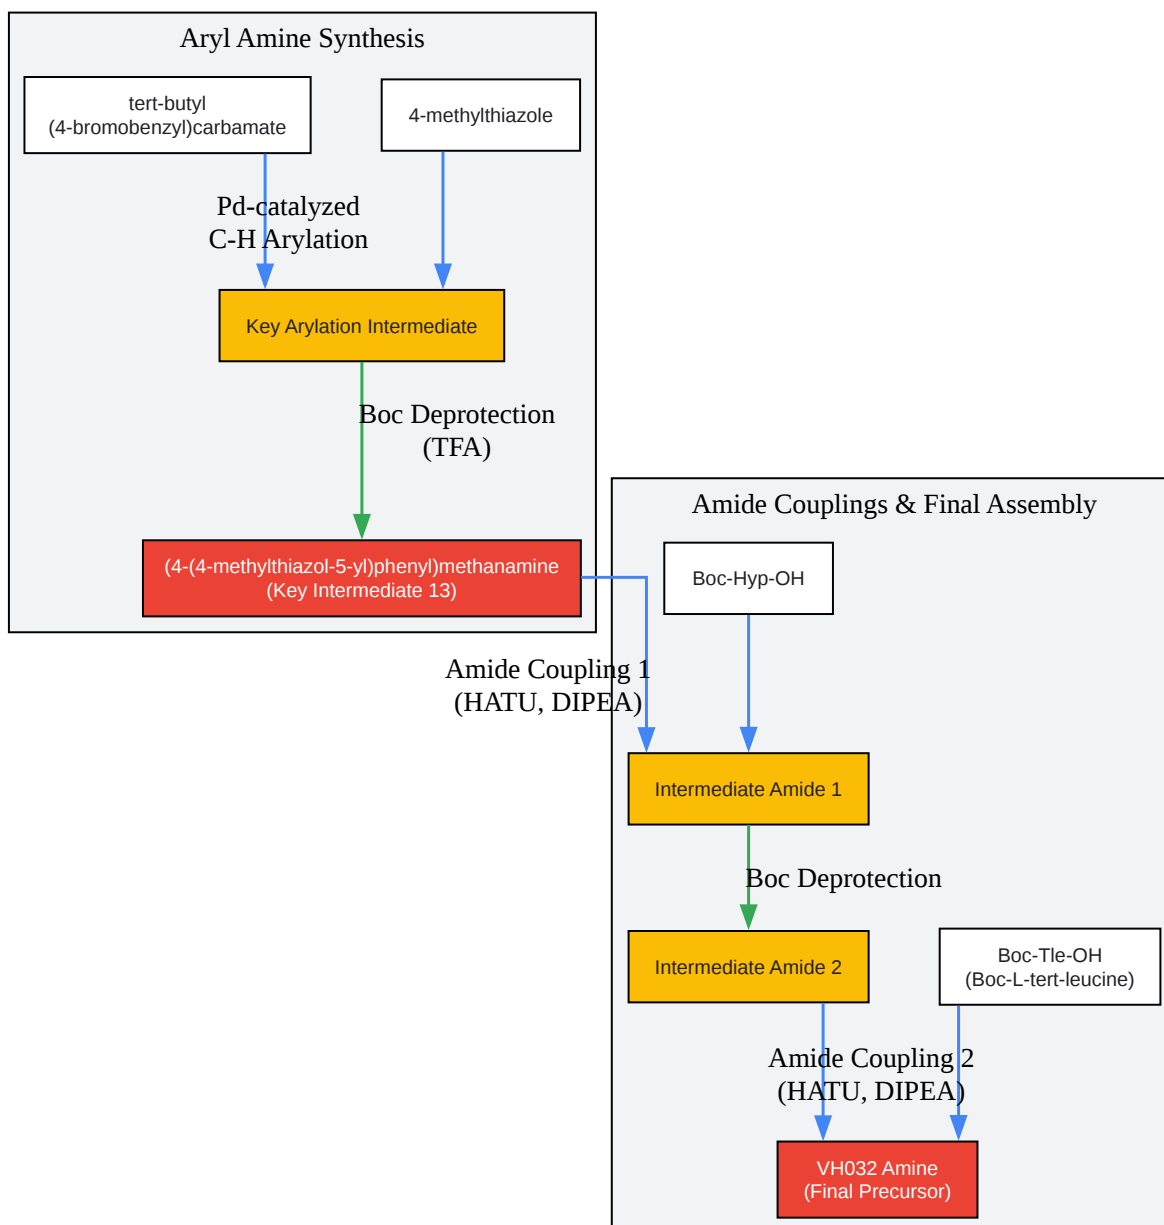 Aryl Amine Synthesis
tert-butyl
(4-bromobenzyl)carbamate
4-methylthiazole
Pd-catalyzed
C-H Arylation
Key Arylation Intermediate
Boc Deprotection
(TFA)
(4-(4-methylthiazol-5-yl)phenyl)methanamine
(Key Intermediate 13)
Amide Couplings & Final Assembly
Boc-Hyp-OH
Amide Coupling 1
(HATU, DIPEA)
Intermediate Amide 1
Boc Deprotection
Intermediate Amide 2
Boc-Tle-OH
(Boc-L-tert-leucine)
Amide Coupling 2
(HATU, DIPEA)
VH032 Amine
(Final Precursor)